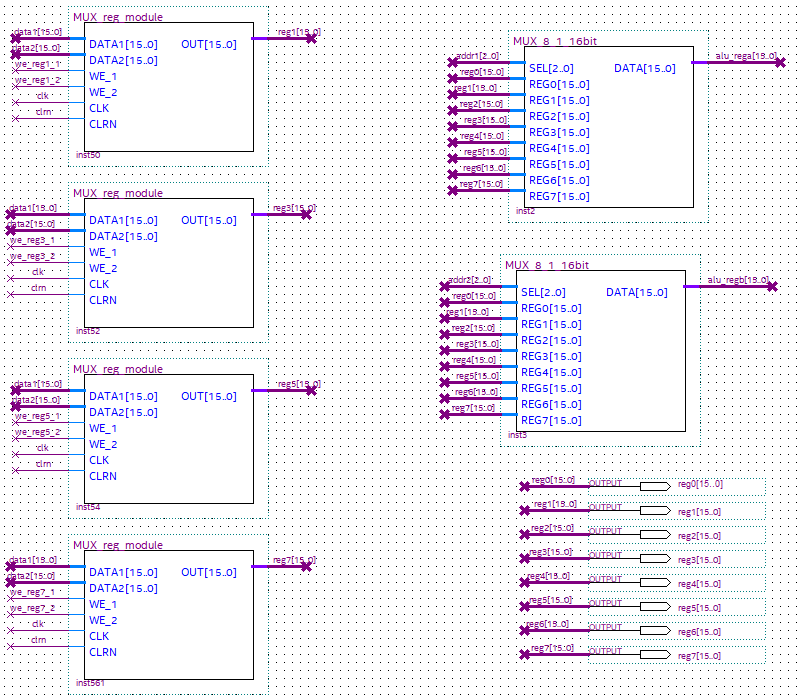 MUX_reg_module
data1[15..0] DATA1[15..0] OUT[15..0] reg1[15..0]
data2[15..0] DATA2[15..0]
we_reg1_1 WE_1
we_reg1_2 WE_2
clk CLK
clrn CLRN
inst50
MUX_reg_module
data1[15..0] DATA1[15..0] OUT[15..0] reg3[15..0]
data2[15..0] DATA2[15..0]
we_reg3_1 WE_1
we_reg3_2 WE_2
clk CLK
clrn CLRN
inst52
MUX_reg_module
data1[15..0] DATA1[15..0] OUT[15..0] reg5[15..0]
data2[15..0] DATA2[15..0]
we_reg5_1 WE_1
we_reg5_2 WE_2
clk CLK
clrn CLRN
inst54
MUX_reg_module
data1[15..0] DATA1[15..0] OUT[15..0] reg7[15..0]
data2[15..0] DATA2[15..0]
we_reg7_1 WE_1
we_reg7_2 WE_2
clk CLK
clrn CLRN
inst561
MUX_8_1_16bit
addr1[2..0] SEL[2..0] DATA[15..0] alu_rega[15..0]
reg0[15..0] REG0[15..0]
reg1[15..0] REG1[15..0]
reg2[15..0] REG2[15..0]
reg3[15..0] REG3[15..0]
reg4[15..0] REG4[15..0]
reg5[15..0] REG5[15..0]
reg6[15..0] REG6[15..0]
reg7[15..0] REG7[15..0]
inst2
MUX_8_1_16bit
addr2[2..0] SEL[2..0] DATA[15..0] alu_regb[15..0]
reg0[15..0] REG0[15..0]
reg1[15..0] REG1[15..0]
reg2[15..0] REG2[15..0]
reg3[15..0] REG3[15..0]
reg4[15..0] REG4[15..0]
reg5[15..0] REG5[15..0]
reg6[15..0] REG6[15..0]
reg7[15..0] REG7[15..0]
inst3
reg0[15..0] OUTPUT reg0[15..0]
reg1[15..0] OUTPUT reg1[15..0]
reg2[15..0] OUTPUT reg2[15..0]
reg3[15..0] OUTPUT reg3[15..0]
reg4[15..0] OUTPUT reg4[15..0]
reg5[15..0] OUTPUT reg5[15..0]
reg6[15..0] OUTPUT reg6[15..0]
reg7[15..0] OUTPUT reg7[15..0]